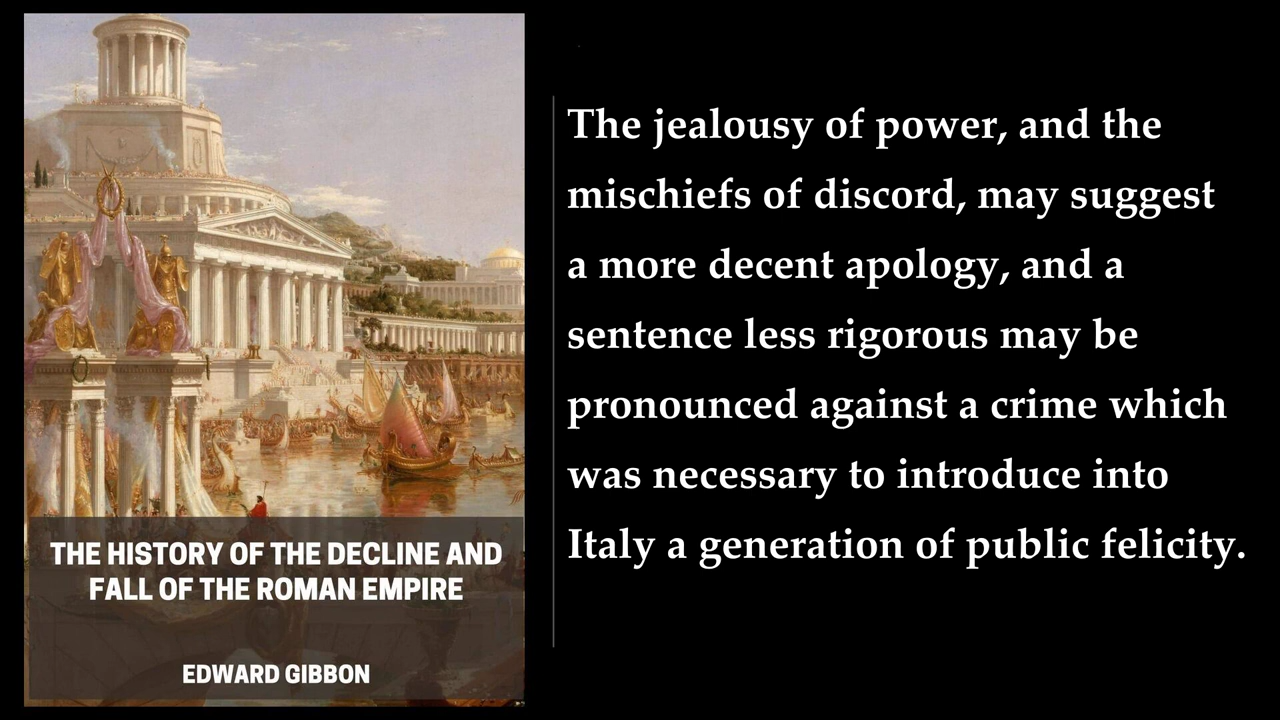 THE HISTORY OF THE DECLINE AND
FALL OF THE ROMAN EMPIRE
EDWARD GIBBON
The jealousy of power, and the
mischiefs of discord, may suggest
a more decent apology, and a
sentence less rigorous may be
pronounced against a crime which
was necessary to introduce into
Italy a generation of public felicity.